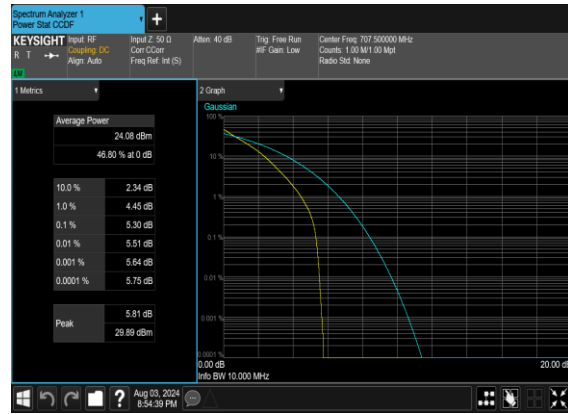 Spectrum Analyzer 1
Power Stat CCDF
KEYSIGHT
R T
LW
Input: RF
Coupling: DC
Align: Auto
Input Z: 50 Ω
Corr CCorr
Freq Ref: Int (S)
Atten: 40 dB
Trig: Free Run
#IF Gain: Low
Center Freq: 707.500000 MHz
Counts: 1.00 M/1.00 Mpt
Radio Std: None
1 Metrics
Average Power
24.08 dBm
46.80 % at 0 dB
10.0 % 2.34 dB
1.0 % 4.45 dB
0.1 % 5.30 dB
0.01 % 5.51 dB
0.001 % 5.64 dB
0.0001 % 5.75 dB
Peak
5.81 dB
29.89 dBm
2 Graph
Gaussian
100 %
10 %
1 %
0.1 %
0.01 %
0.001 %
0.0001 %
0.00 dB
20.00 dB
Info BW 10.000 MHz
?
Aug 03, 2024
8:54:39 PM